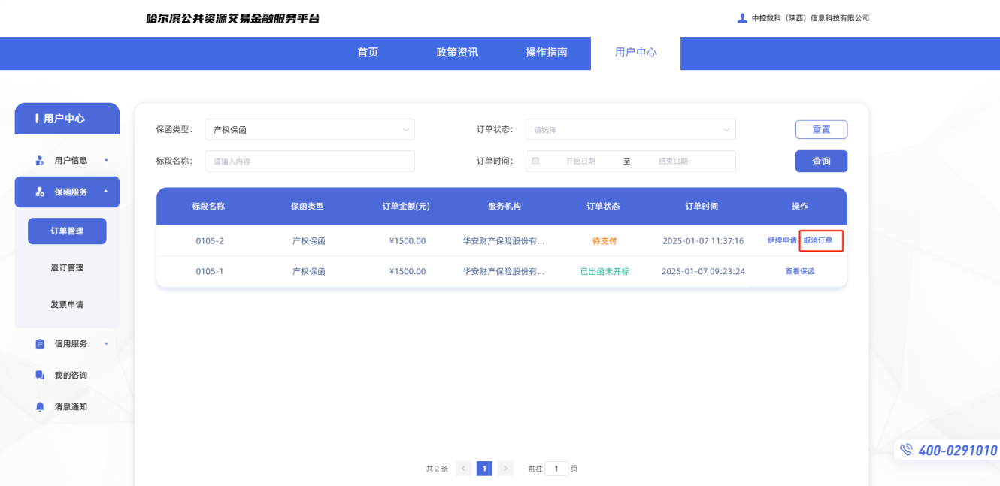 哈尔滨公共资源交易金融服务平台
中控数科（陕西）信息科技有限公司
首页 政策资讯 操作指南 用户中心
用户中心
用户信息
保函服务
订单管理
退订管理
发票申请
信用服务
我的咨询
消息通知
保函类型： 产权保函 订单状态： 请选择 重置
标段名称： 请输入内容 订单时间： 开始日期 至 结束日期 查询
标段名称 保函类型 订单金额(元) 服务机构 订单状态 订单时间 操作
0105-2 产权保函 ¥1500.00 华安财产保险股份有... 待支付 2025-01-07 11:37:16 继续申请 取消订单
0105-1 产权保函 ¥1500.00 华安财产保险股份有... 已出函未开标 2025-01-07 09:23:24 查看保函
共 2 条 < 1 > 前往 1 页
400-0291010